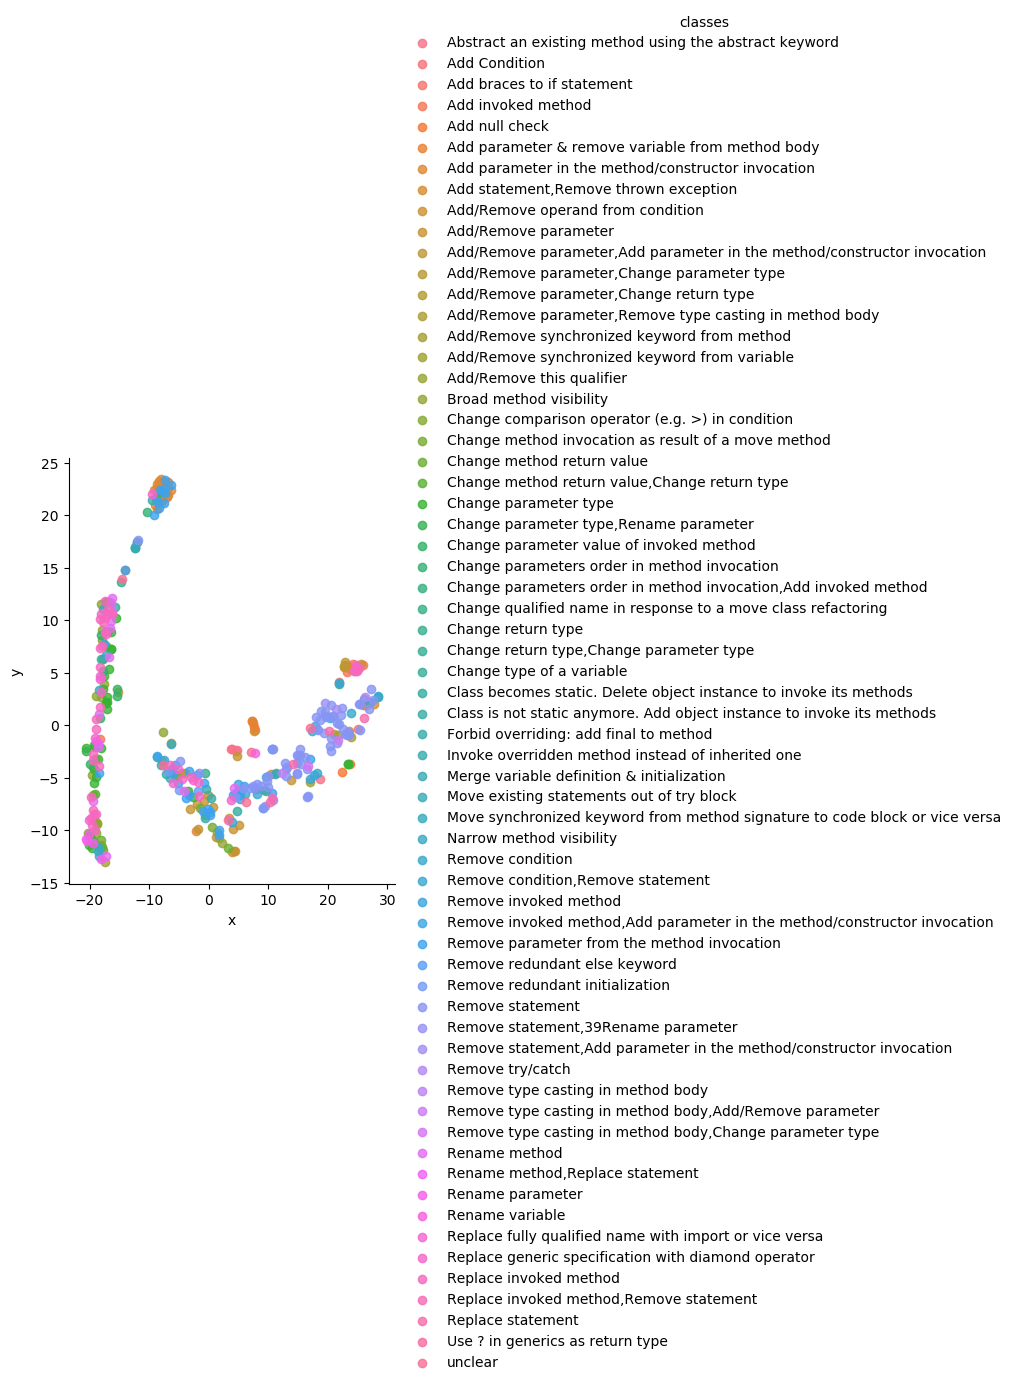 classes
Abstract an existing method using the abstract keyword
Add Condition
Add braces to if statement
Add invoked method
Add null check
Add parameter & remove variable from method body
Add parameter in the method/constructor invocation
Add statement,Remove thrown exception
Add/Remove operand from condition
Add/Remove parameter
Add/Remove parameter,Add parameter in the method/constructor invocation
Add/Remove parameter,Change parameter type
Add/Remove parameter,Change return type
Add/Remove parameter,Remove type casting in method body
Add/Remove synchronized keyword from method
Add/Remove synchronized keyword from variable
Add/Remove this qualifier
Broad method visibility
Change comparison operator (e.g. >) in condition
Change method invocation as result of a move method
Change method return value
Change method return value,Change return type
Change parameter type
Change parameter type,Rename parameter
Change parameter value of invoked method
Change parameters order in method invocation
Change parameters order in method invocation,Add invoked method
Change qualified name in response to a move class refactoring
Change return type
Change return type,Change parameter type
Change type of a variable
Class becomes static. Delete object instance to invoke its methods
Class is not static anymore. Add object instance to invoke its methods
Forbid overriding: add final to method
Invoke overridden method instead of inherited one
Merge variable definition & initialization
Move existing statements out of try block
Move synchronized keyword from method signature to code block or vice versa
Narrow method visibility
Remove condition
Remove condition,Remove statement
Remove invoked method
Remove invoked method,Add parameter in the method/constructor invocation
Remove parameter from the method invocation
Remove redundant else keyword
Remove redundant initialization
Remove statement
Remove statement,39Rename parameter
Remove statement,Add parameter in the method/constructor invocation
Remove try/catch
Remove type casting in method body
Remove type casting in method body,Add/Remove parameter
Remove type casting in method body,Change parameter type
Rename method
Rename method,Replace statement
Rename parameter
Rename variable
Replace fully qualified name with import or vice versa
Replace generic specification with diamond operator
Replace invoked method
Replace invoked method,Remove statement
Replace statement
Use ? in generics as return type
unclear
25
20
15
10
5
0
−5
−10
−15
y
−20 −10 0 10 20 30
x